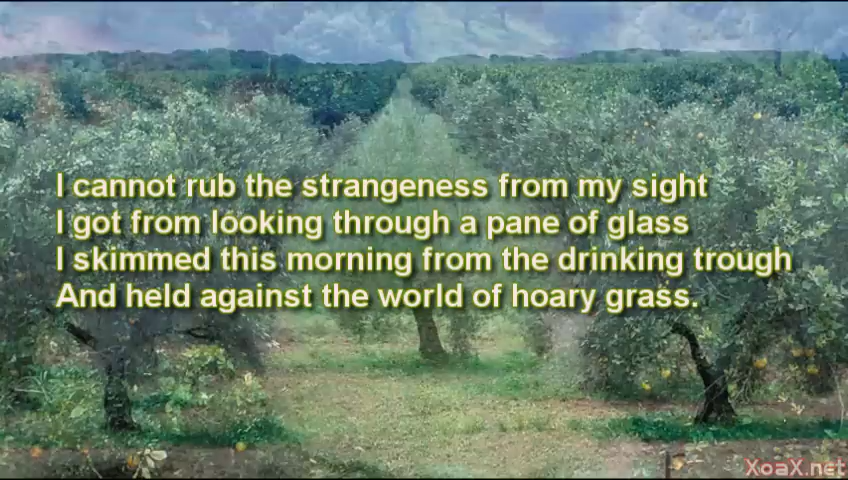 I cannot rub the strangeness from my sight
I got from looking through a pane of glass
I skimmed this morning from the drinking trough
And held against the world of hoary grass.
XoaX.net